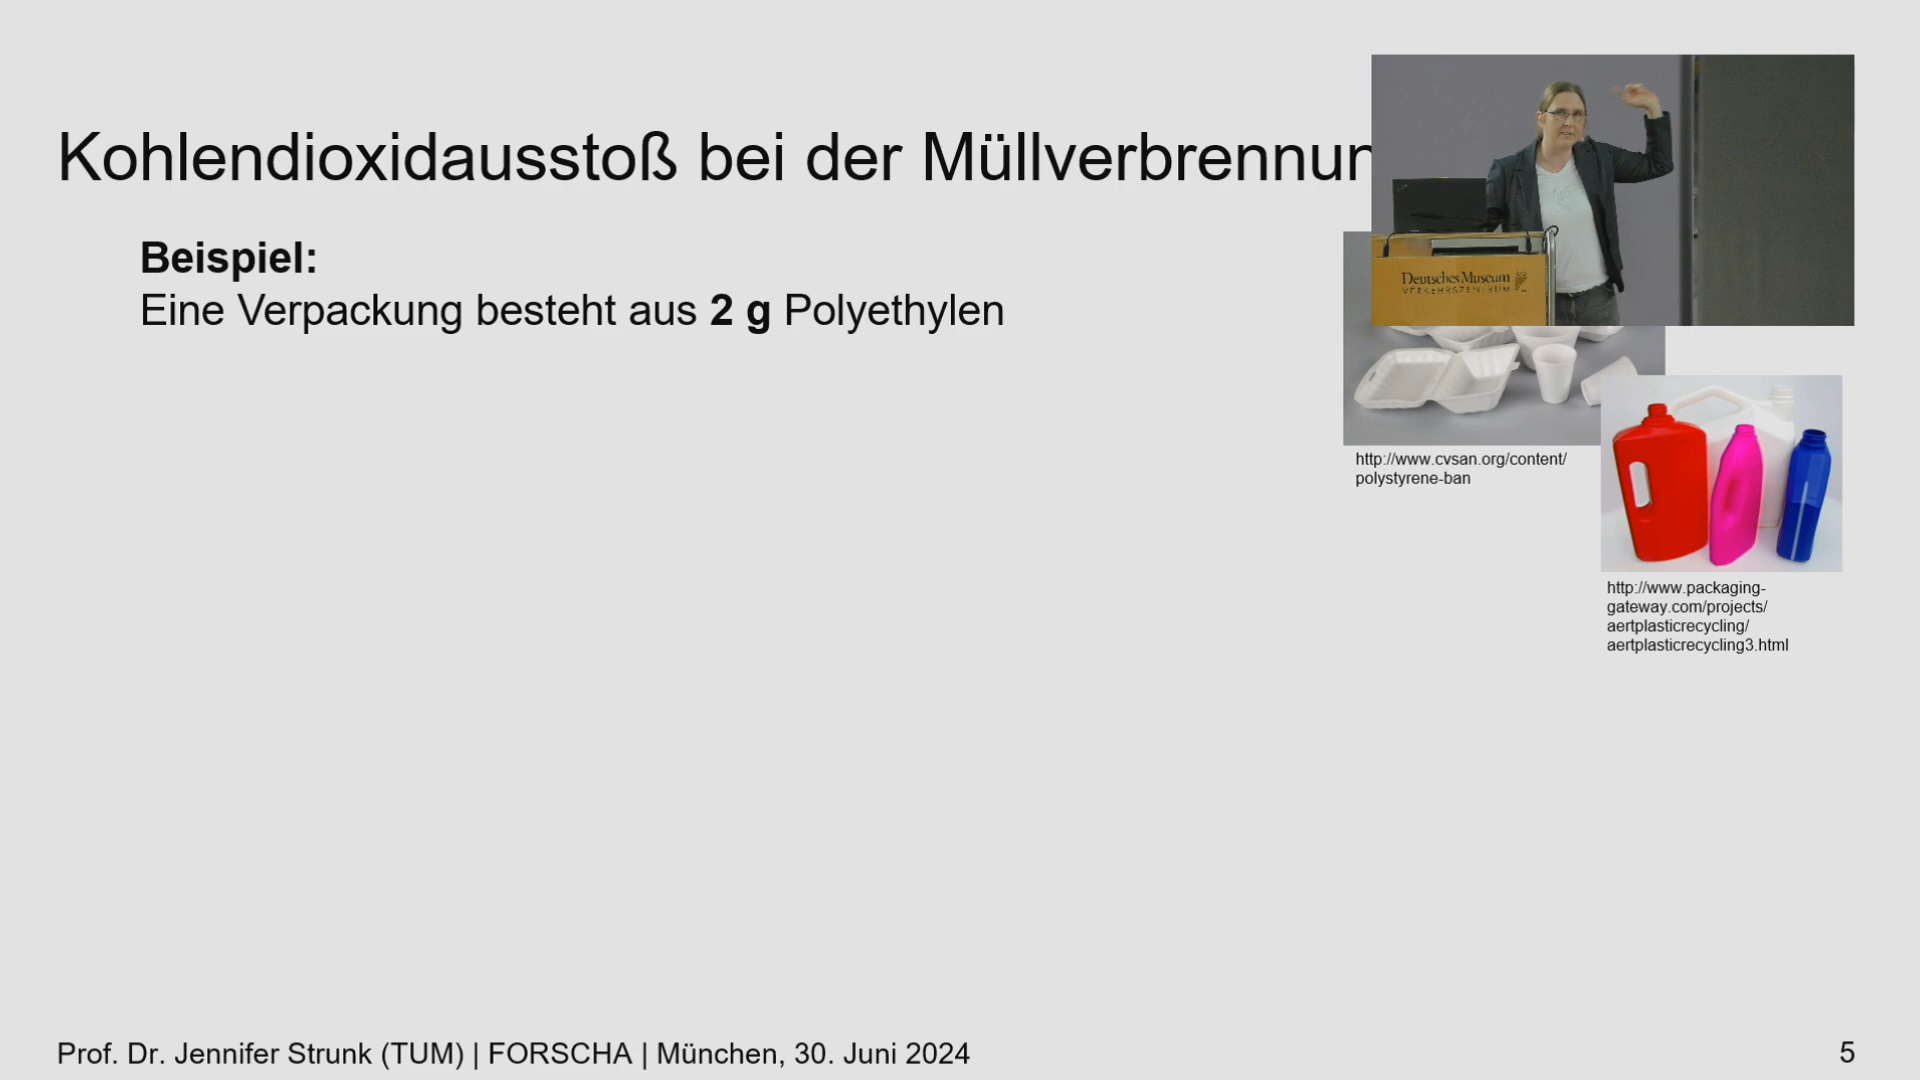 Kohlendioxidausstoß bei der Müllverbrennun
Beispiel:
Eine Verpackung besteht aus 2 g Polyethylen
Deutsches Museum
VERKEHRSZENTRUM
http://www.cvsan.org/content/
polystyrene-ban
http://www.packaging-
gateway.com/projects/
aertplasticrecycling/
aertplasticrecycling3.html
Prof. Dr. Jennifer Strunk (TUM) | FORSCHA | München, 30. Juni 2024
5